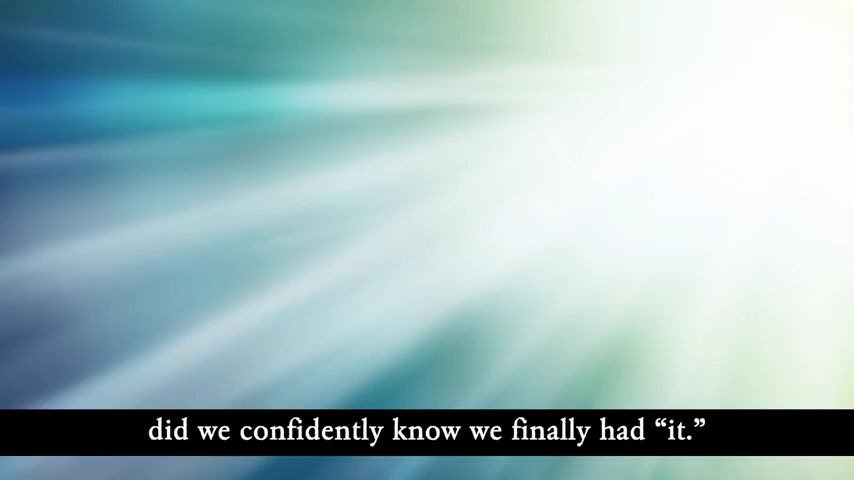 did we confidently know we finally had “it.”